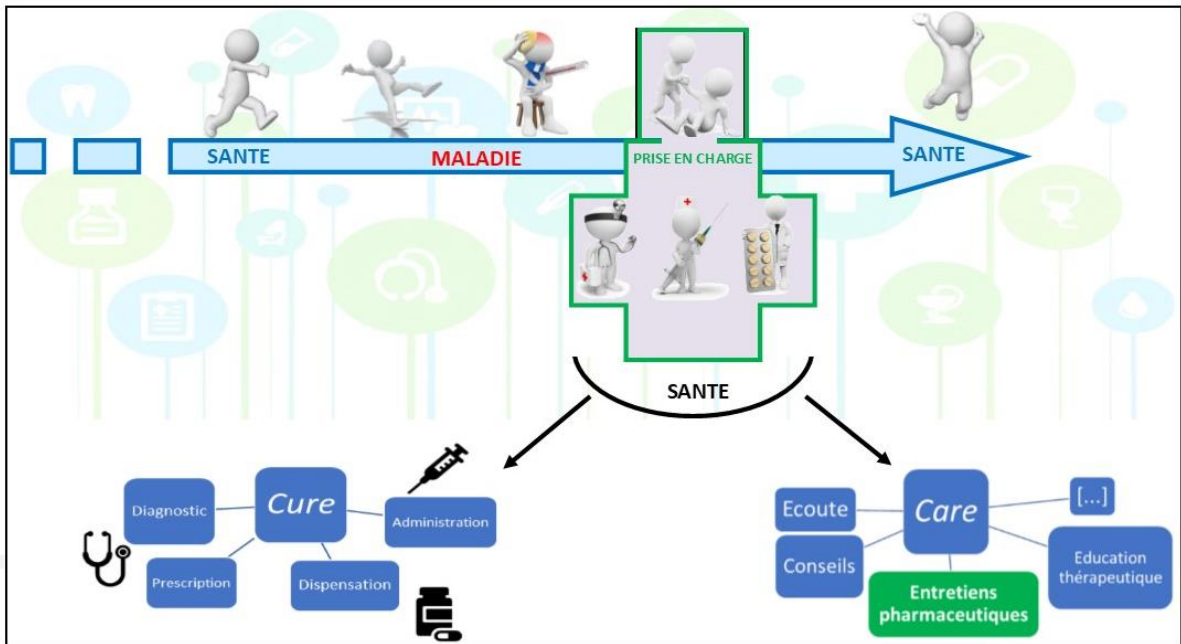 SANTE
MALADIE
PRISE EN CHARGE
SANTE
SANTE
Cure
Diagnostic
Administration
Prescription
Dispensation
Care
Ecoute
[...]
Conseils
Education
thérapeutique
Entretiens
pharmaceutiques